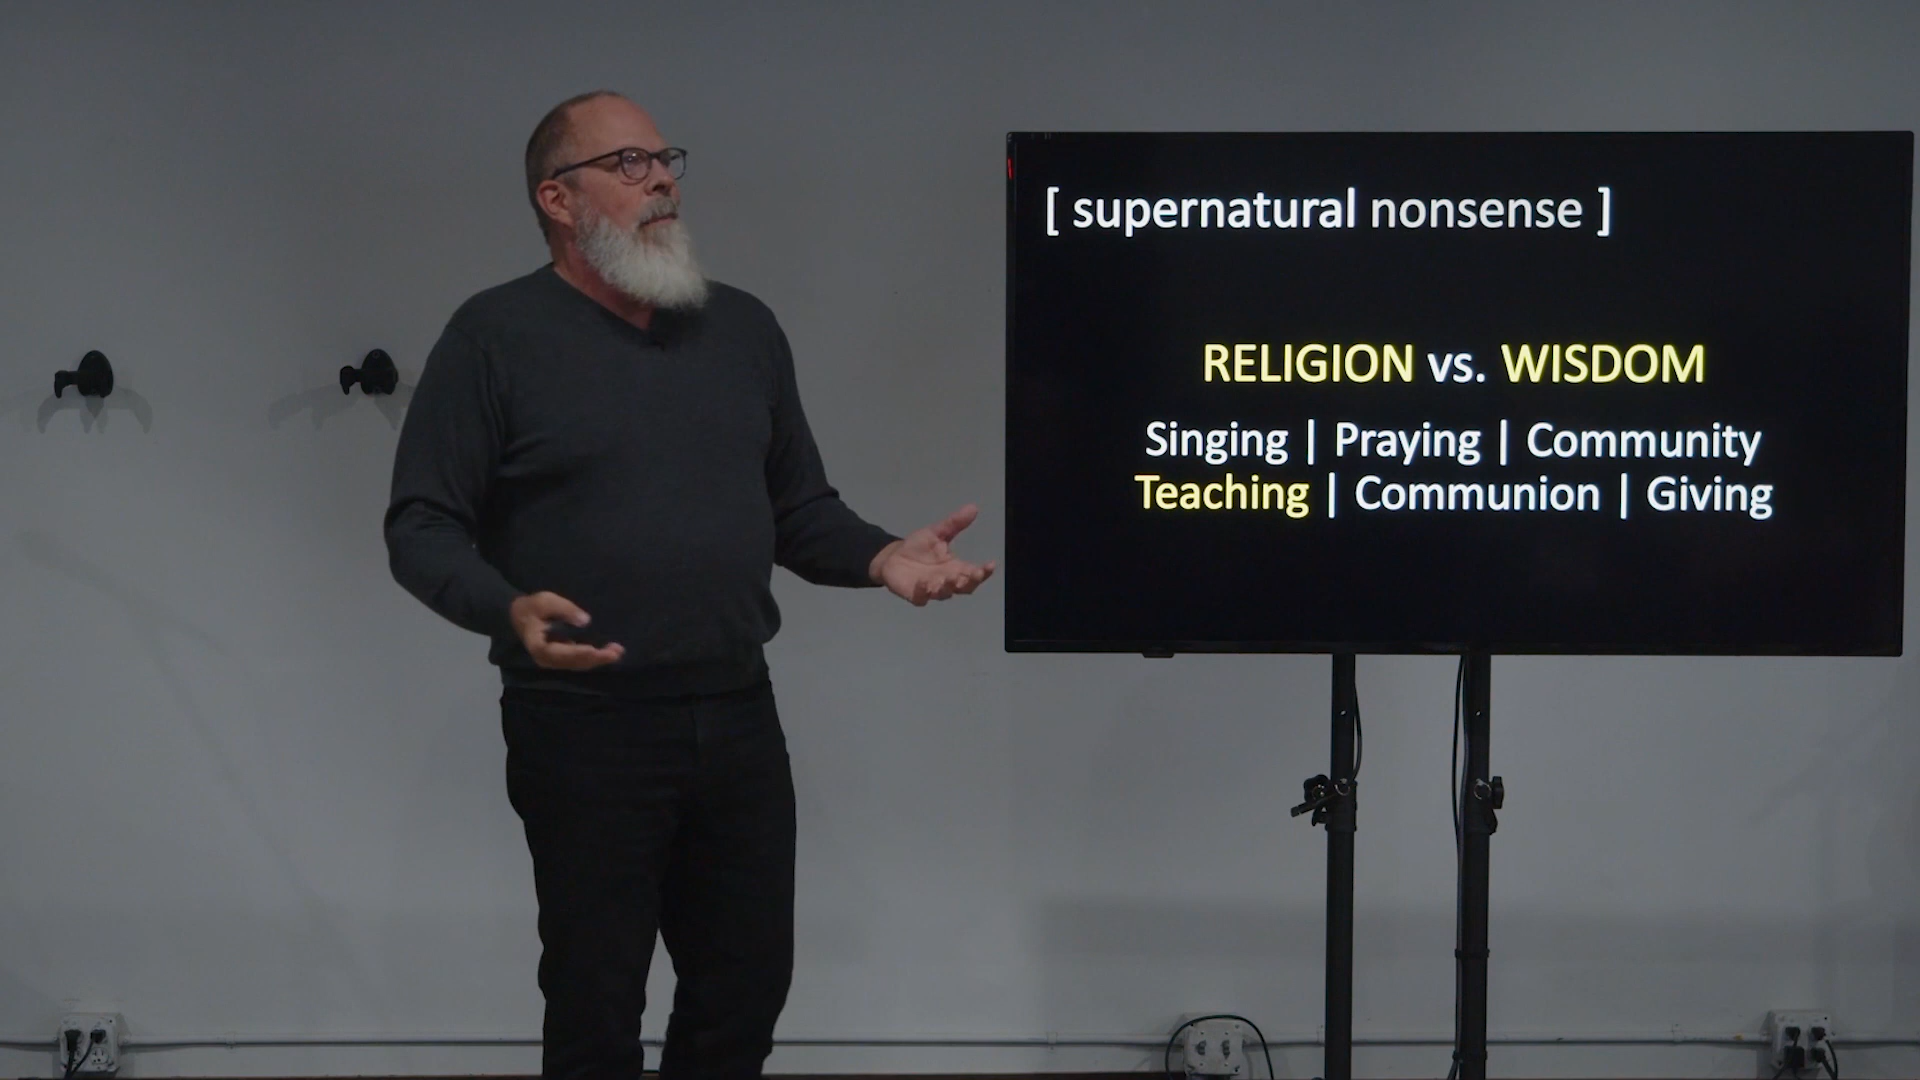 [ supernatural nonsense ]
RELIGION vs. WISDOM
Singing | Praying | Community
Teaching | Communion | Giving